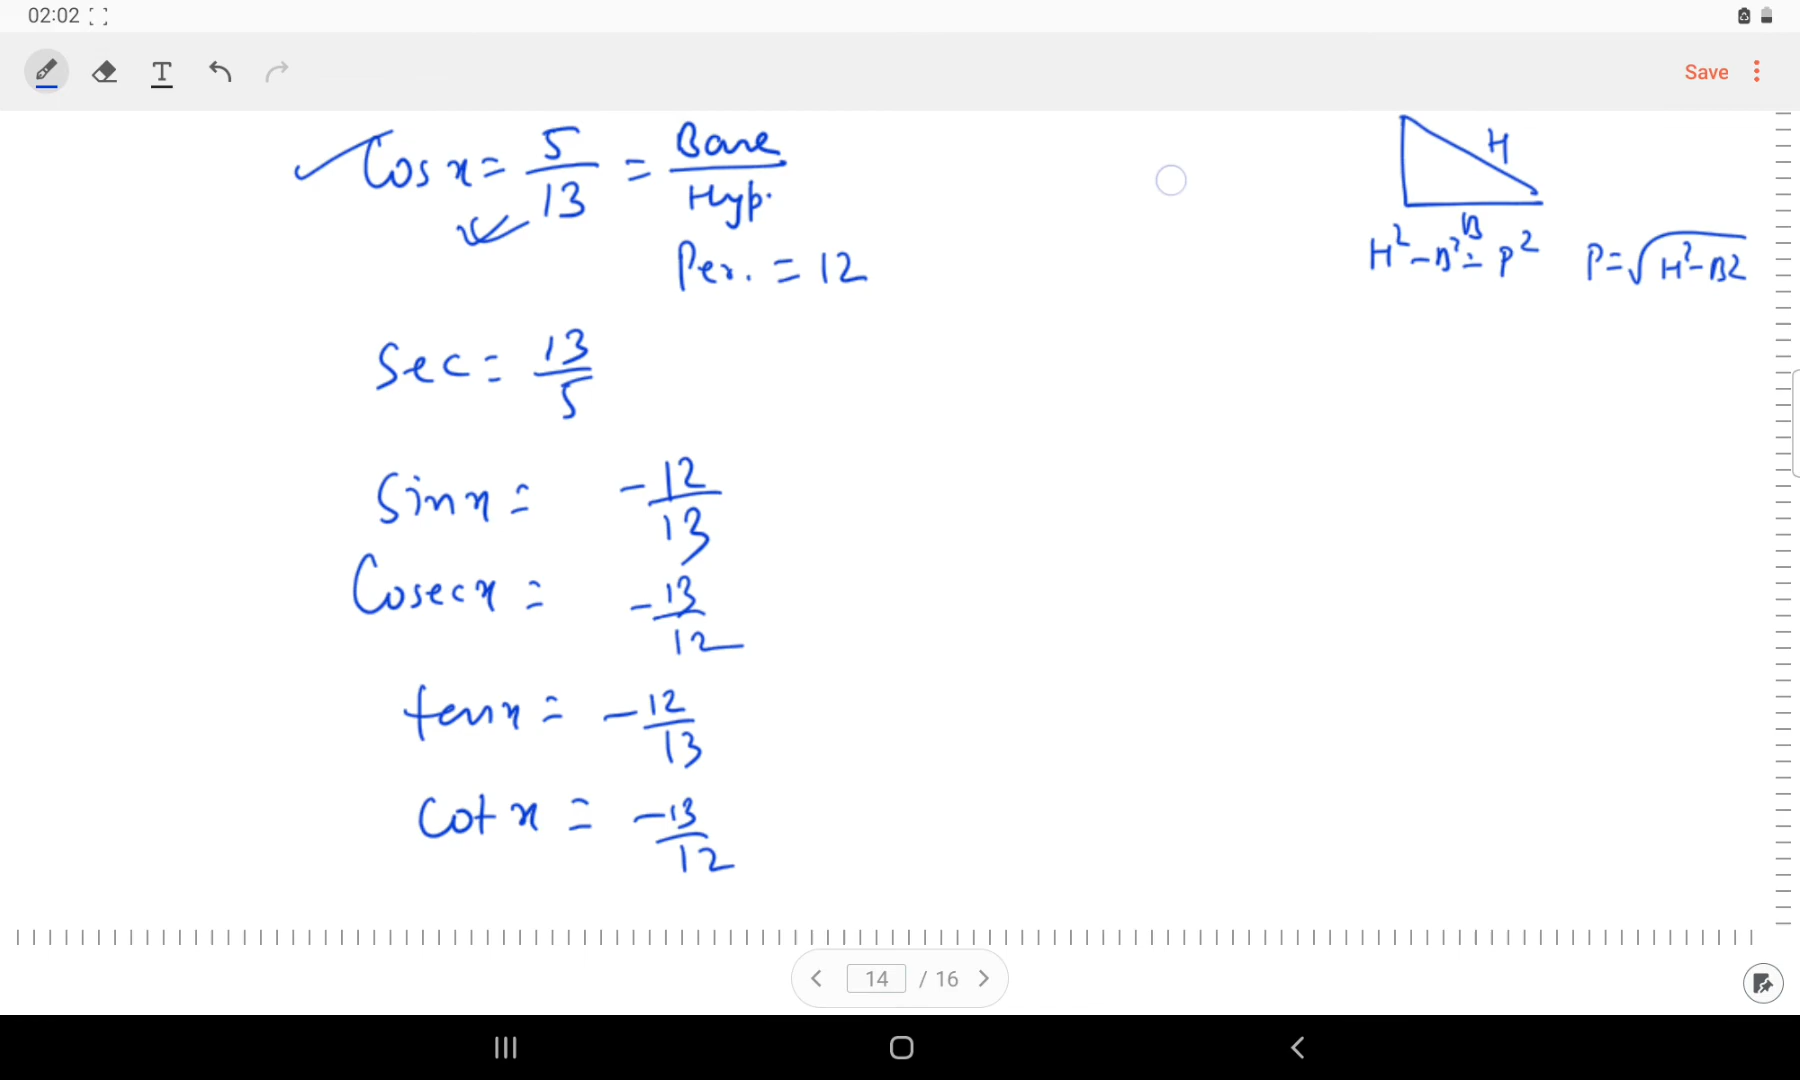 02:02
Save
Cos x = 5/13 = Base/Hyp.
Per. = 12
H
B
H² - B² = P² P = √H² - B2
Sec = 13/5
Sin x = -12/13
Cosec x = -13/12
tan x = -12/13
Cot x = -13/12
14 / 16